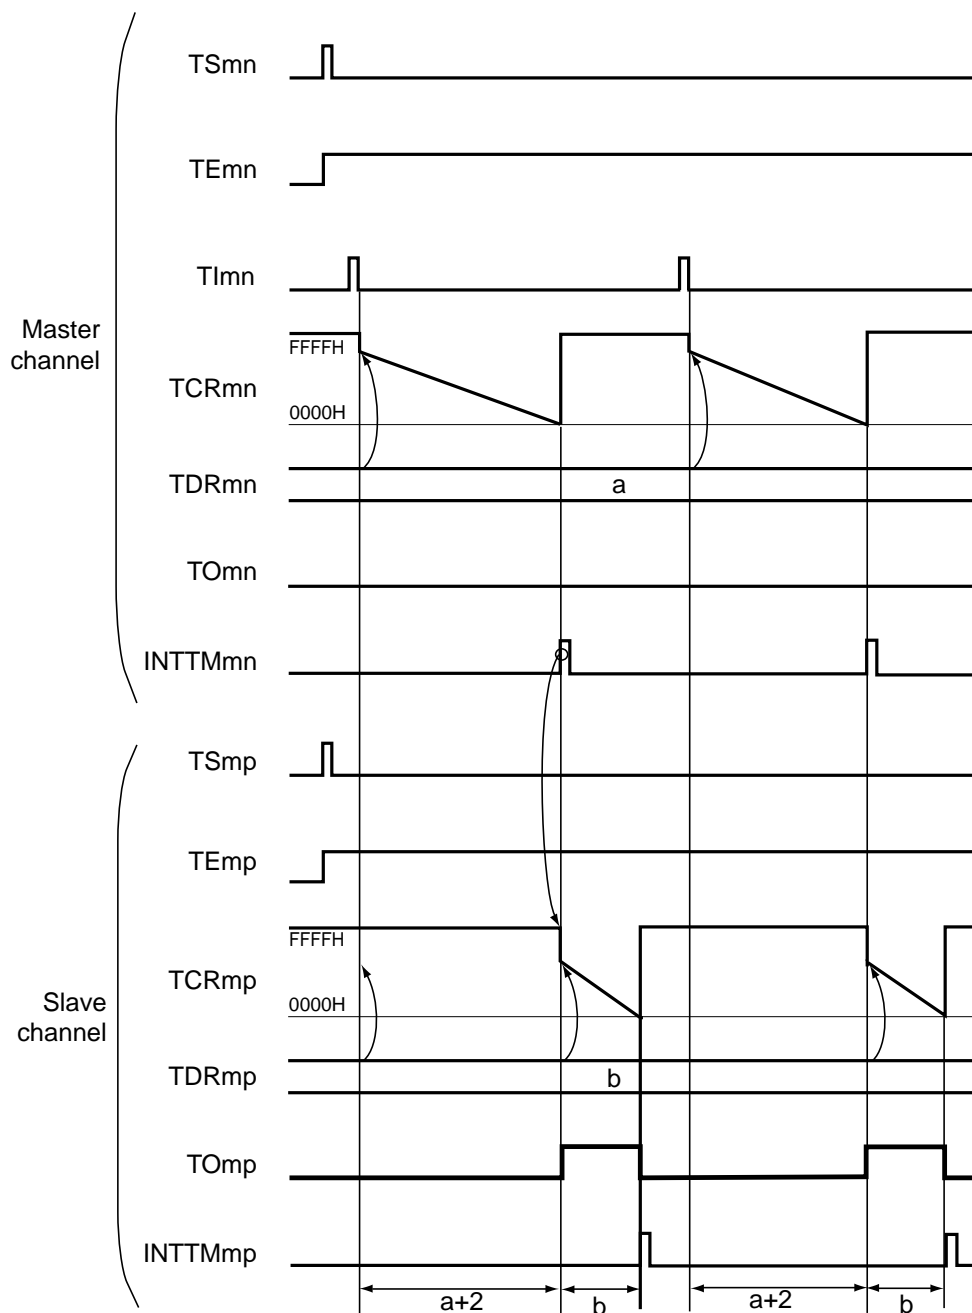 TSmn
TEmn
TImn
Master
channel
FFFFH
TCRmn
0000H
TDRmn
a
TOmn
INTTMmn
TSmp
TEmp
FFFFH
TCRmp
0000H
Slave
channel
TDRmp
b
TOmp
INTTMmp
a+2
b
a+2
b